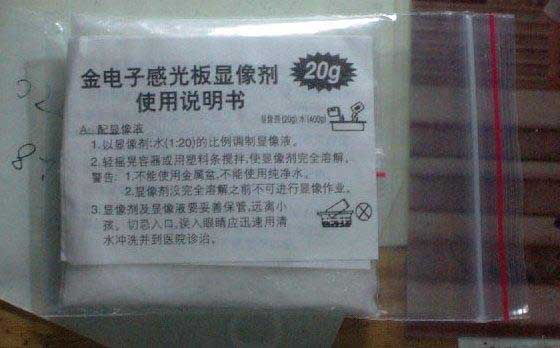 金电子感光板显像剂
20g
使用说明书
显像剂(20g) 水(400g)
A: 配显像液
1.以显像剂:水(1:20)的比例调制显像液。
2.轻摇晃容器或用塑料条搅拌,使显像剂完全溶解。
警告: 1.不能使用金属盆,不能使用纯净水。
2.显像剂没完全溶解之前不可进行显像作业。
3.显像剂及显像液要妥善保管,远离小
孩。切忌入口,误入眼睛应迅速用清
水冲洗并到医院诊治。